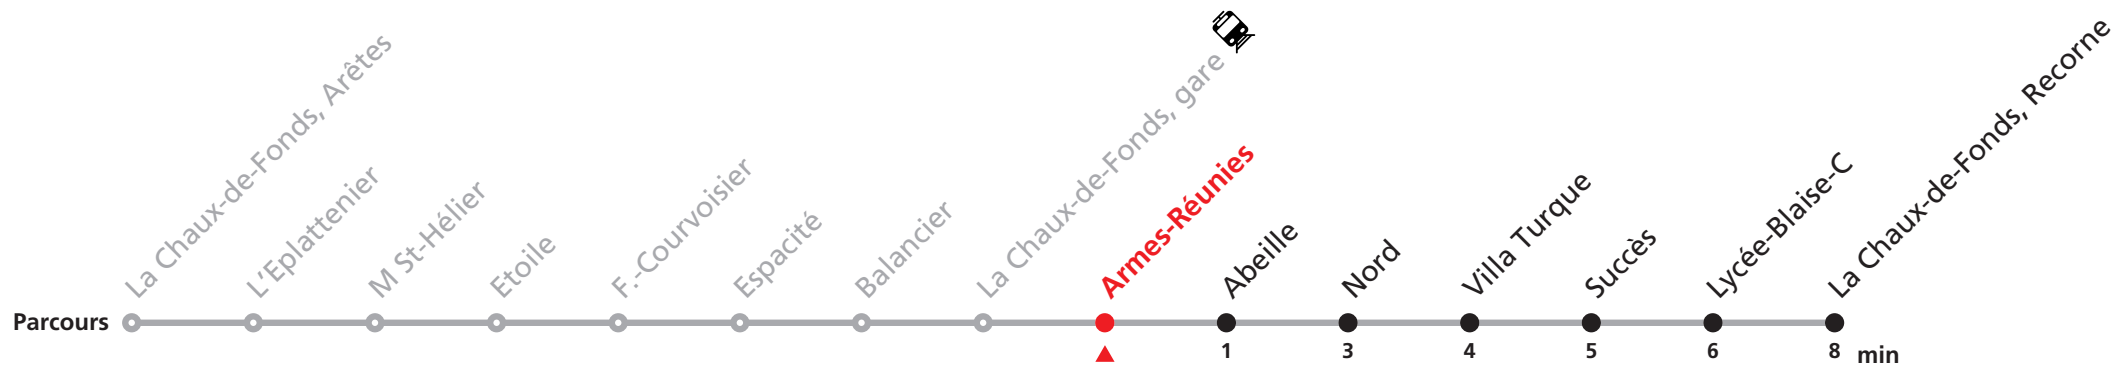 La Chaux-de-Fonds, Arêtes
L'Eplattenier
M St-Hélier
Etoile
F.-Courvoisier
Espacité
Balancier
La Chaux-de-Fonds, gare
Armes-Réunies
Abeille
Nord
Villa Turque
Succès
Lycée-Blaise-C
La Chaux-de-Fonds, Recorne
Parcours
1 3 4 5 6 8 min